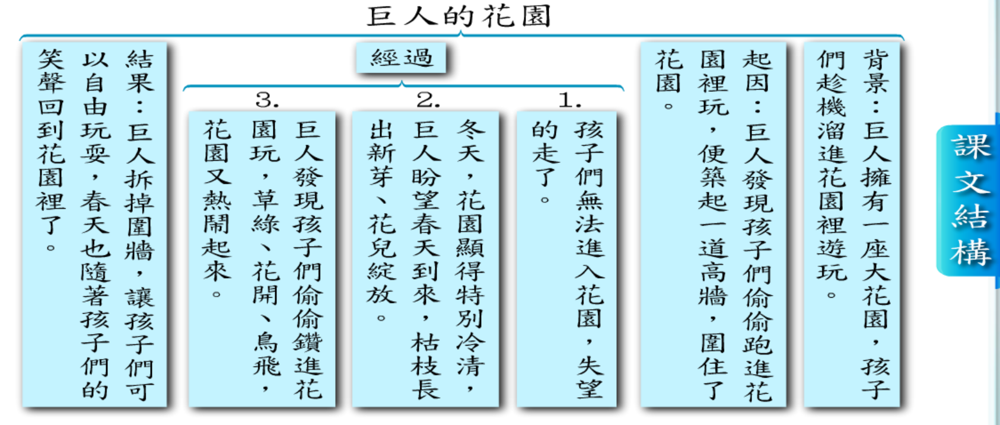 巨人的花園
課文結構
背景：巨人擁有一座大花園，孩子
們趁機溜進花園裡遊玩。
起因：巨人發現孩子們偷偷跑進花
園裡玩，便築起一道高牆，圍住了
花園。
經過
1.
孩子們無法進入花園，失望
的走了。
2.
冬天，花園顯得特別冷清，
巨人盼望春天到來，枯枝長
出新芽、花兒綻放。
3.
巨人發現孩子們偷偷鑽進花
園玩，草綠、花開、鳥飛，
花園又熱鬧起來。
結果：巨人拆掉圍牆，讓孩子們可
以自由玩耍，春天也隨著孩子們的
笑聲回到花園裡了。